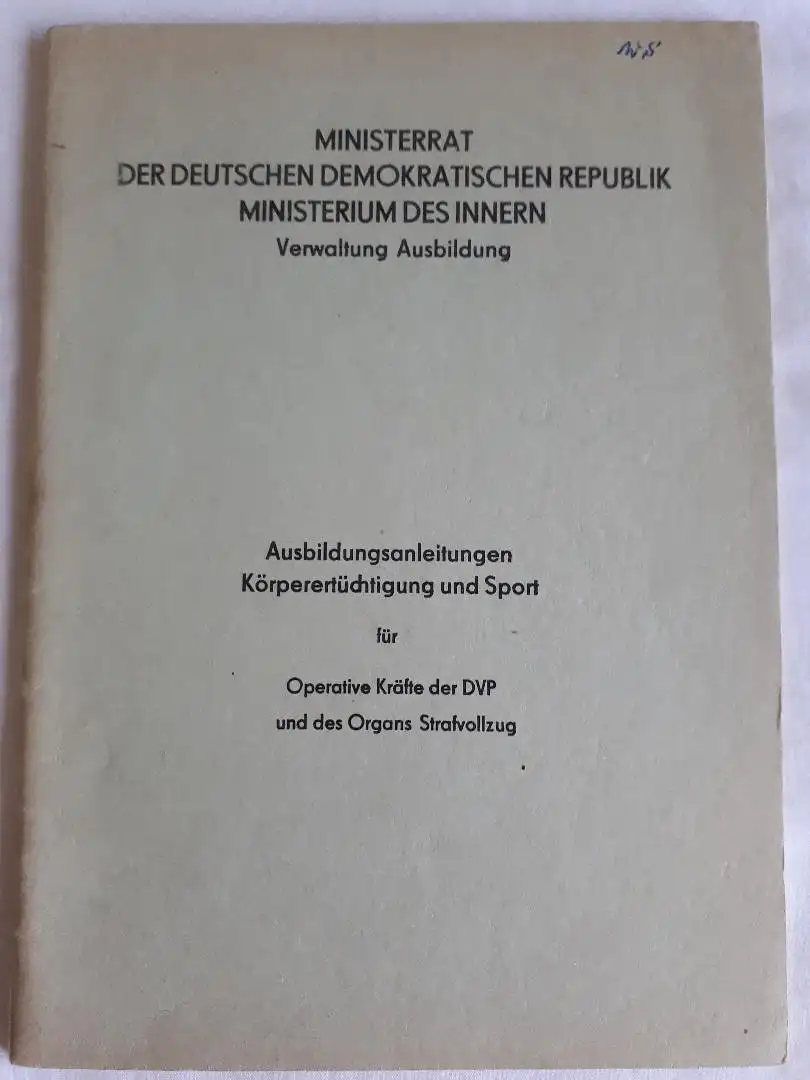 MINISTERRAT
DER DEUTSCHEN DEMOKRATISCHEN REPUBLIK
MINISTERIUM DES INNERN
Verwaltung Ausbildung
Ausbildungsanleitungen
Körperertüchtigung und Sport
für
Operative Kräfte der DVP
und des Organs Strafvollzug